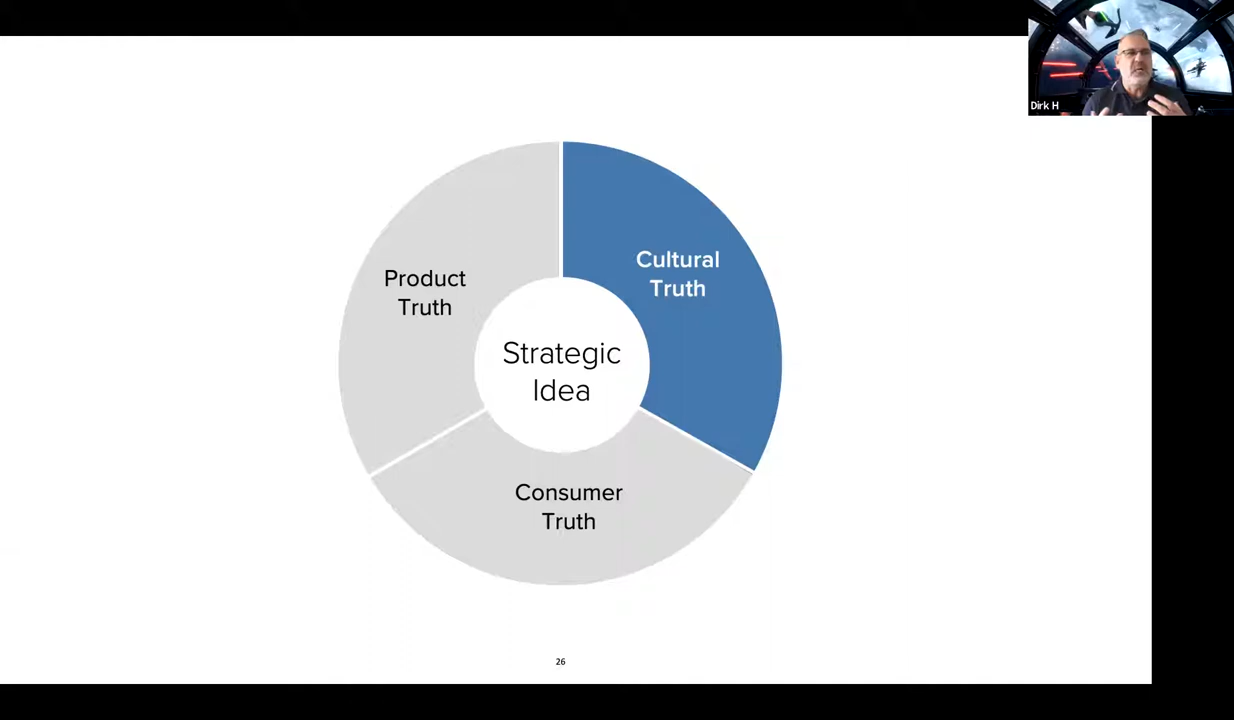 Dirk H
Cultural
Truth
Product
Truth
Strategic
Idea
Consumer
Truth
26